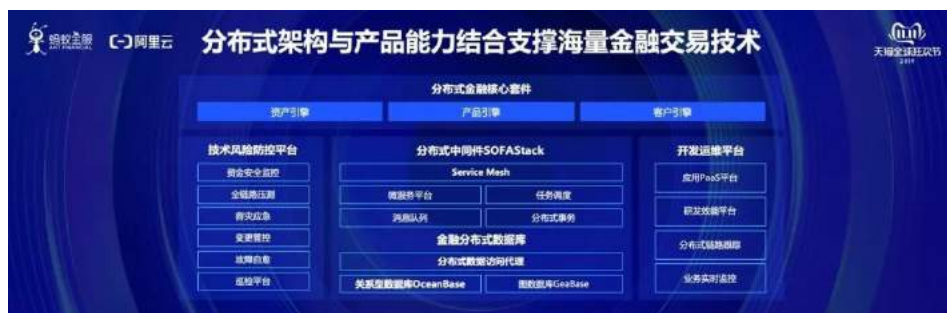 蚂蚁金服 阿里云 分布式架构与产品能力结合支撑海量金融交易技术
天猫全球狂欢节
2019
分布式金融核心套件
资产引擎 产品引擎 客户引擎
技术风险防控平台
资金安全监控
全链路压测
容灾应急
变更管控
故障自愈
巡检平台
分布式中间件SOFAStack
Service Mesh
微服务平台 任务调度
消息队列 分布式事务
金融分布式数据库
分布式数据访问代理
关系型数据库OceanBase 图数据库GeaBase
开发运维平台
应用PaaS平台
研发效能平台
分布式链路跟踪
业务实时监控